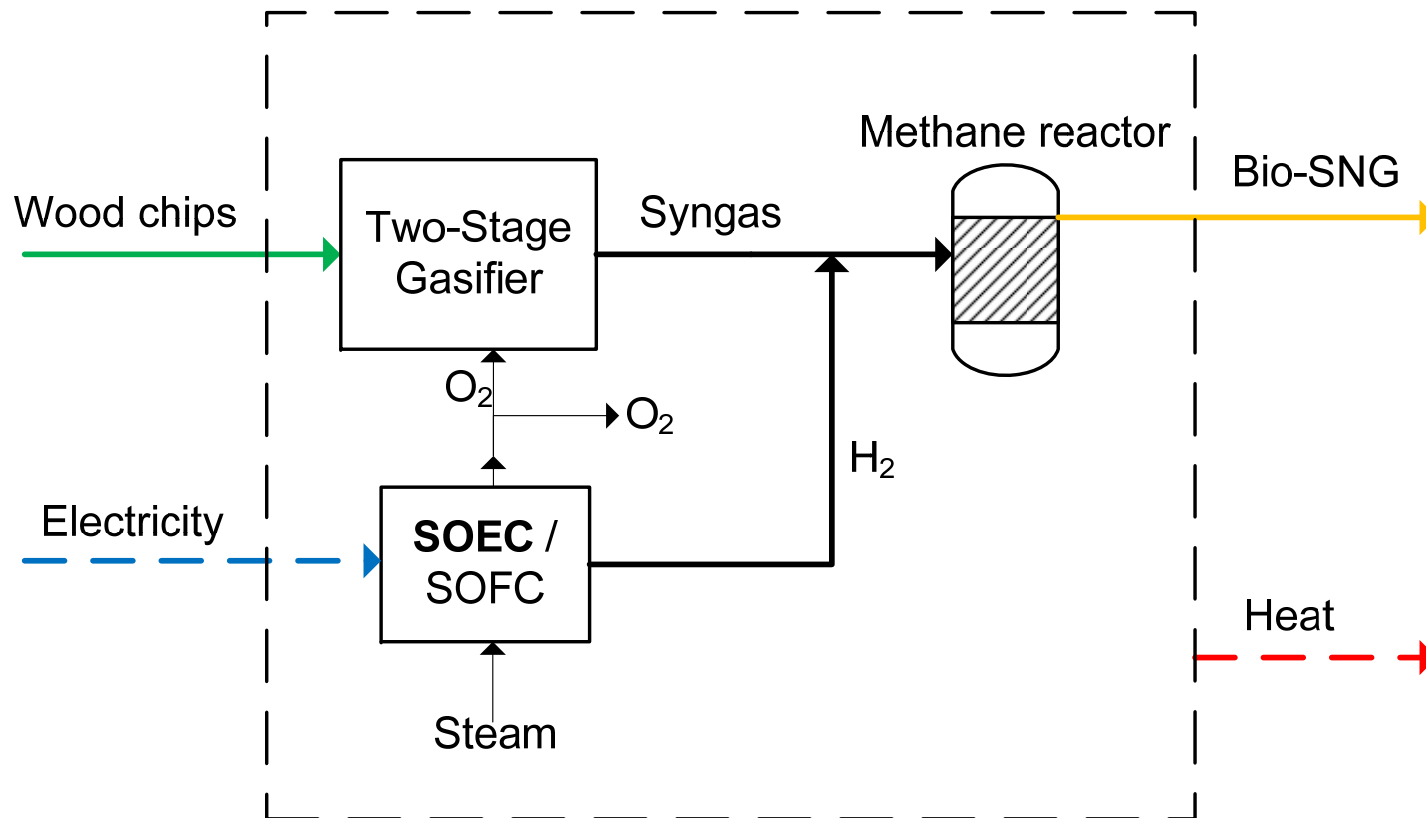 Methane reactor
Bio-SNG
Wood chips
Two-Stage
Gasifier
Syngas
O₂
O₂
H₂
Electricity
SOEC /
SOFC
Heat
Steam